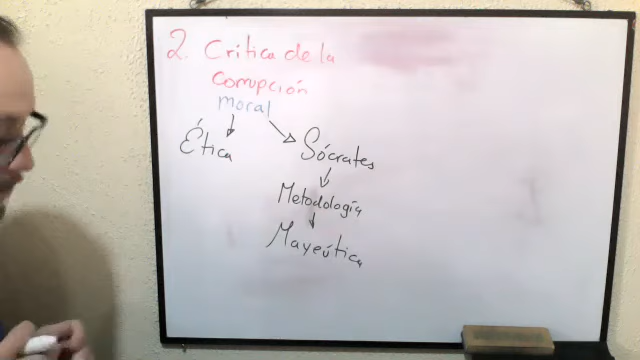 2. Crítica de la
corrupción
moral
Ética
Sócrates
Metodología
Mayeútica